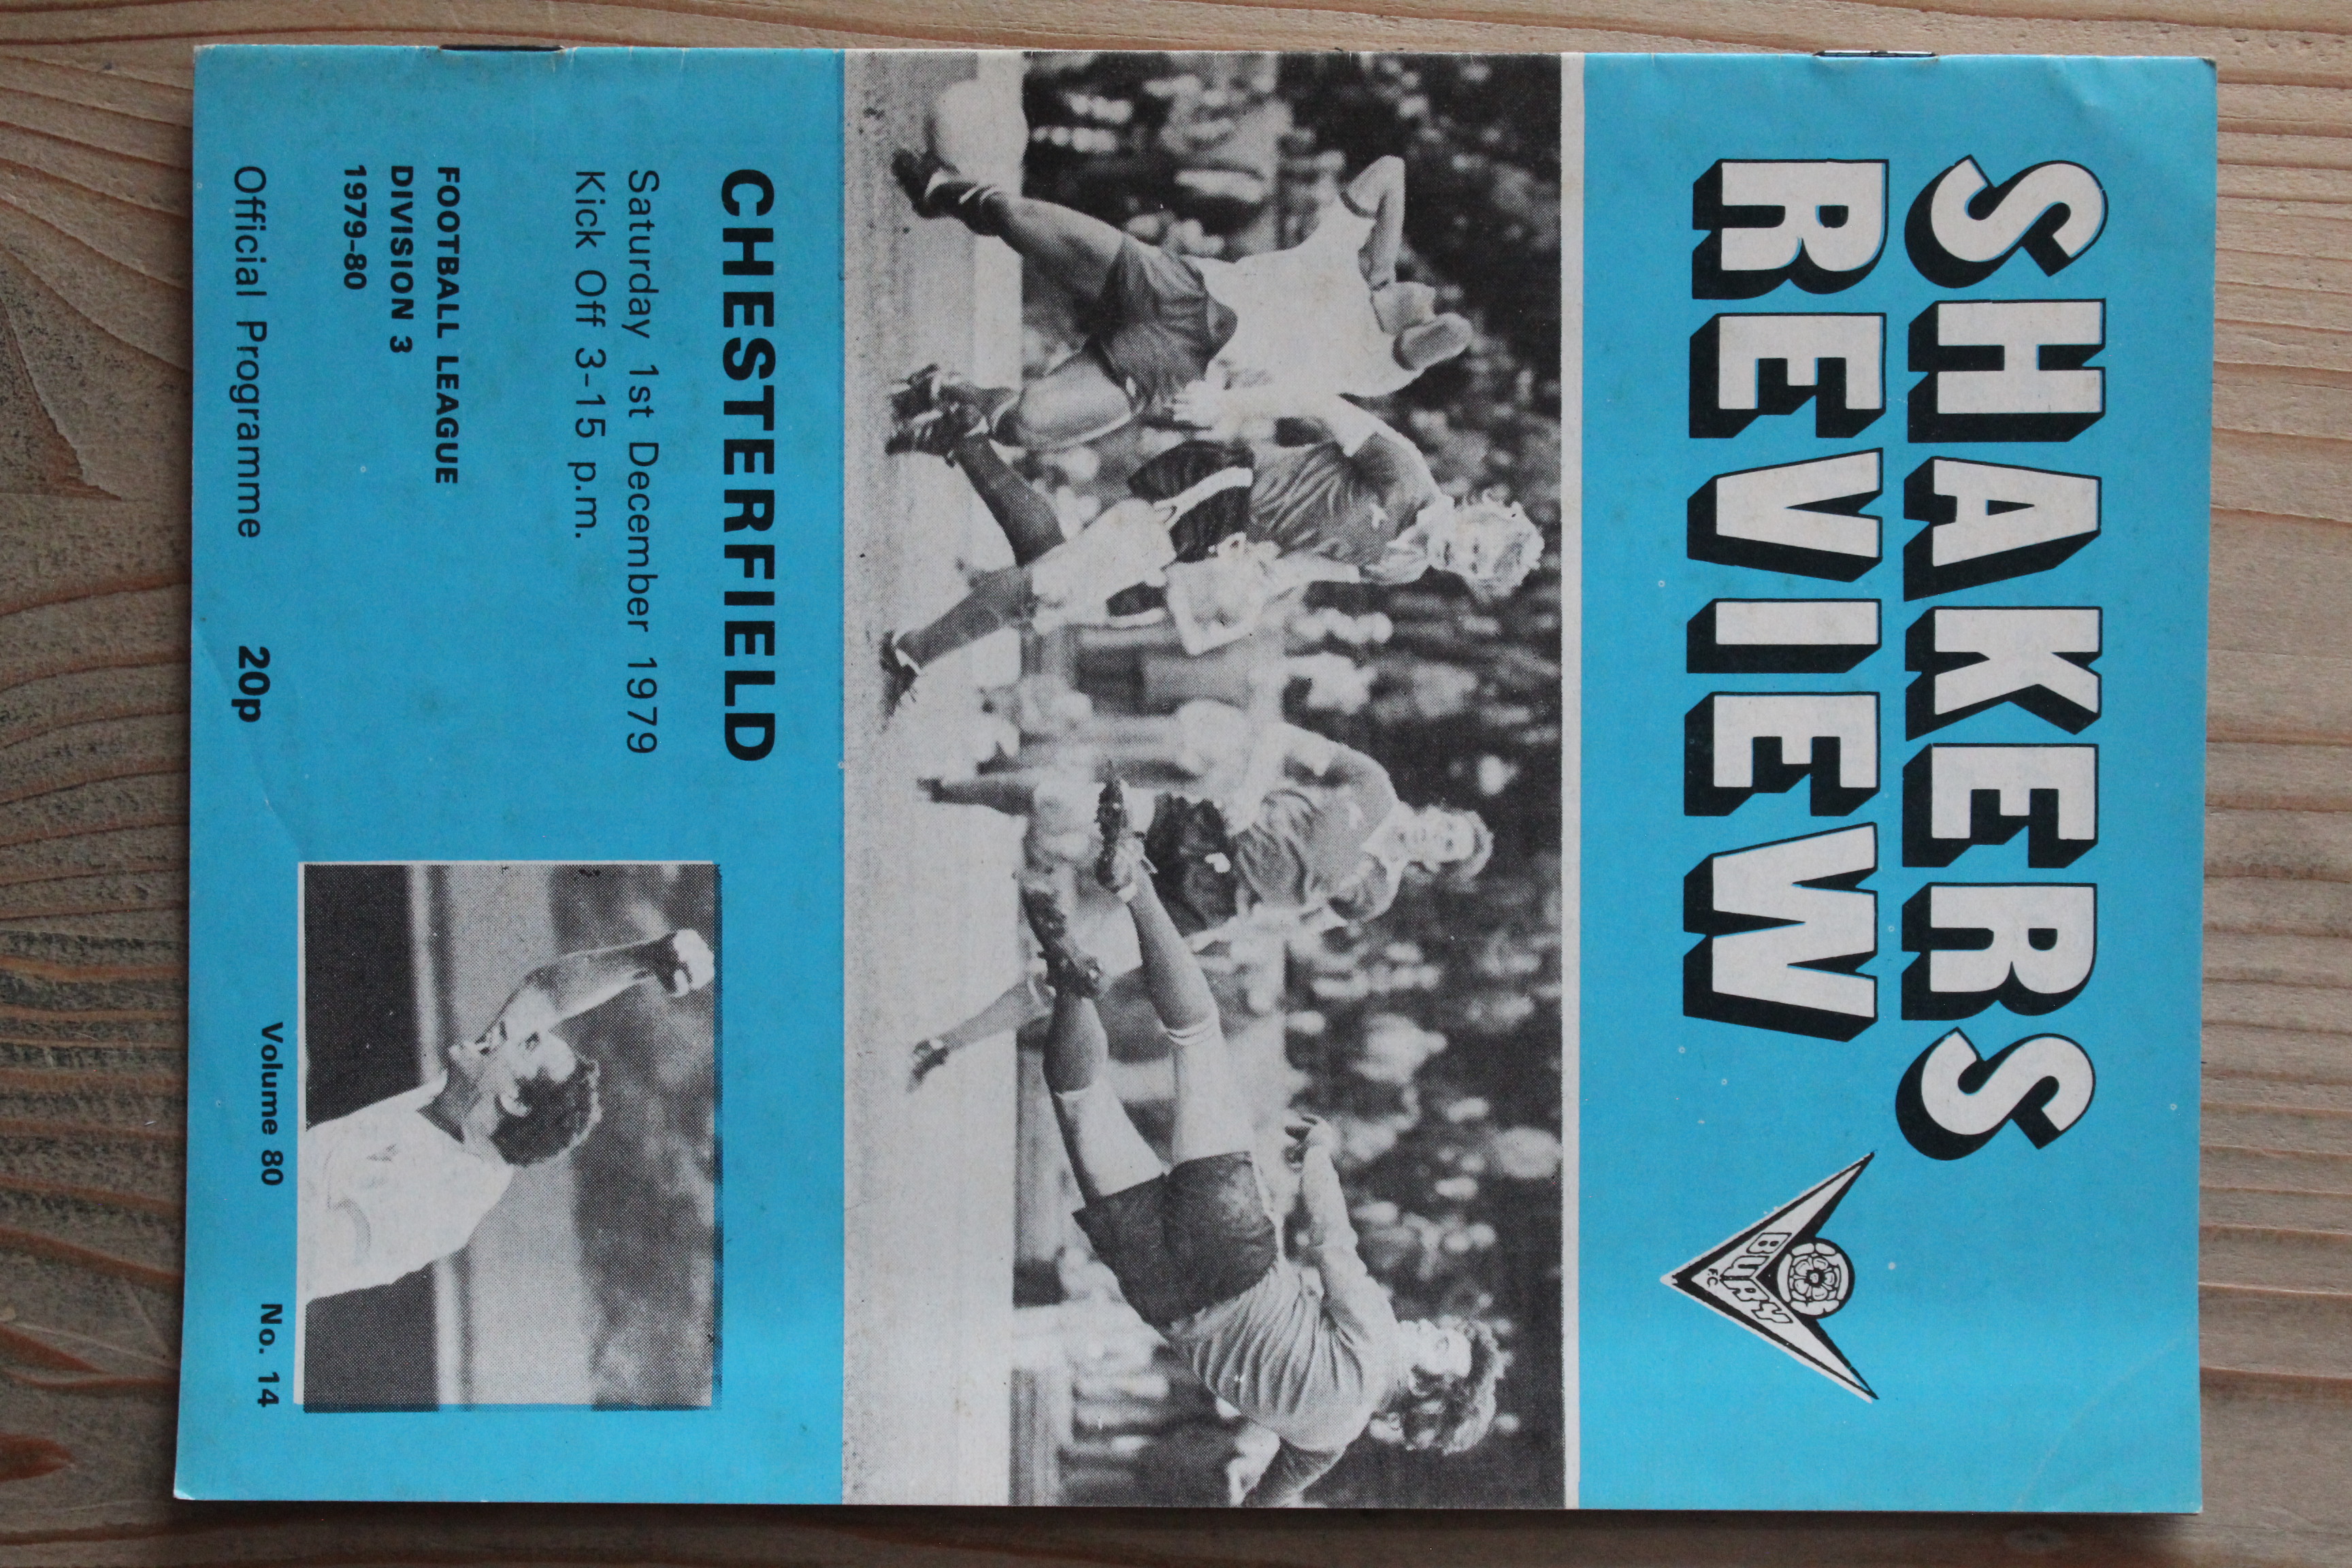 SHAKERS
REVIEW
BURY
F.C.
CHESTERFIELD
Saturday 1st December 1979
Kick Off 3-15 p.m.
FOOTBALL LEAGUE
DIVISION 3
1979-80
Official Programme 20p
Volume 80 No. 14